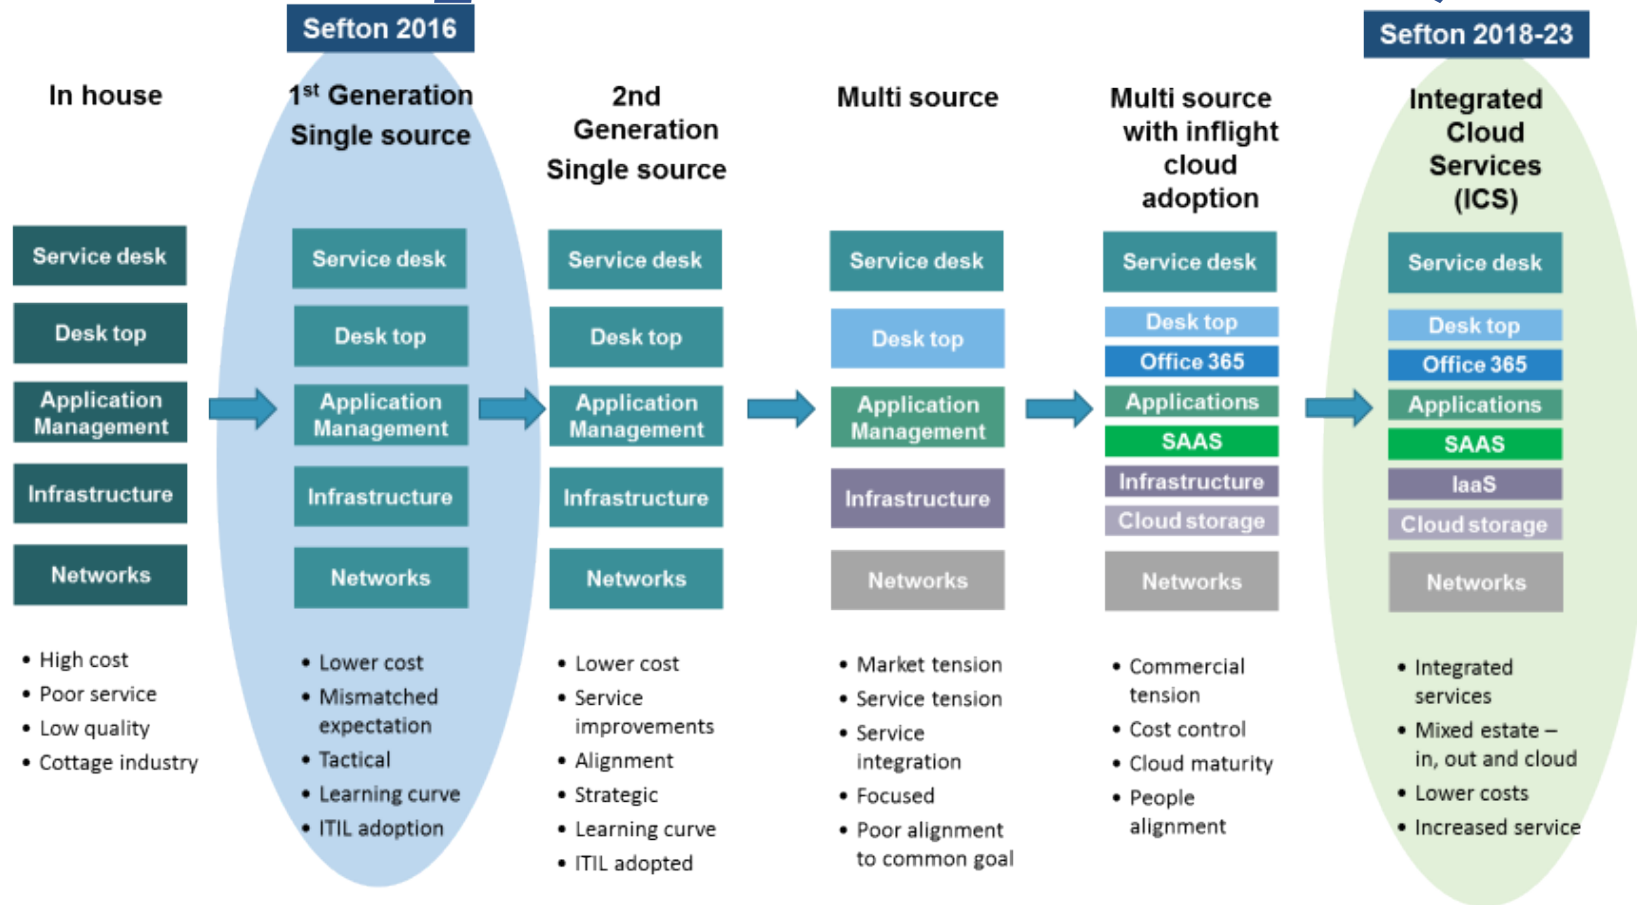 Sefton 2016
Sefton 2018-23
In house
Service desk
Desk top
Application
Management
Infrastructure
Networks
• High cost
• Poor service
• Low quality
• Cottage industry
1st Generation
Single source
Service desk
Desk top
Application
Management
Infrastructure
Networks
• Lower cost
• Mismatched
expectation
• Tactical
• Learning curve
• ITIL adoption
2nd
Generation
Single source
Service desk
Desk top
Application
Management
Infrastructure
Networks
• Lower cost
• Service
improvements
• Alignment
• Strategic
• Learning curve
• ITIL adopted
Multi source
Service desk
Desk top
Application
Management
Infrastructure
Networks
• Market tension
• Service tension
• Service
integration
• Focused
• Poor alignment
to common goal
Multi source
with inflight
cloud
adoption
Service desk
Desk top
Office 365
Applications
SAAS
Infrastructure
Cloud storage
Networks
• Commercial
tension
• Cost control
• Cloud maturity
• People
alignment
Integrated
Cloud
Services
(ICS)
Service desk
Desk top
Office 365
Applications
SAAS
IaaS
Cloud storage
Networks
• Integrated
services
• Mixed estate –
in, out and cloud
• Lower costs
• Increased service